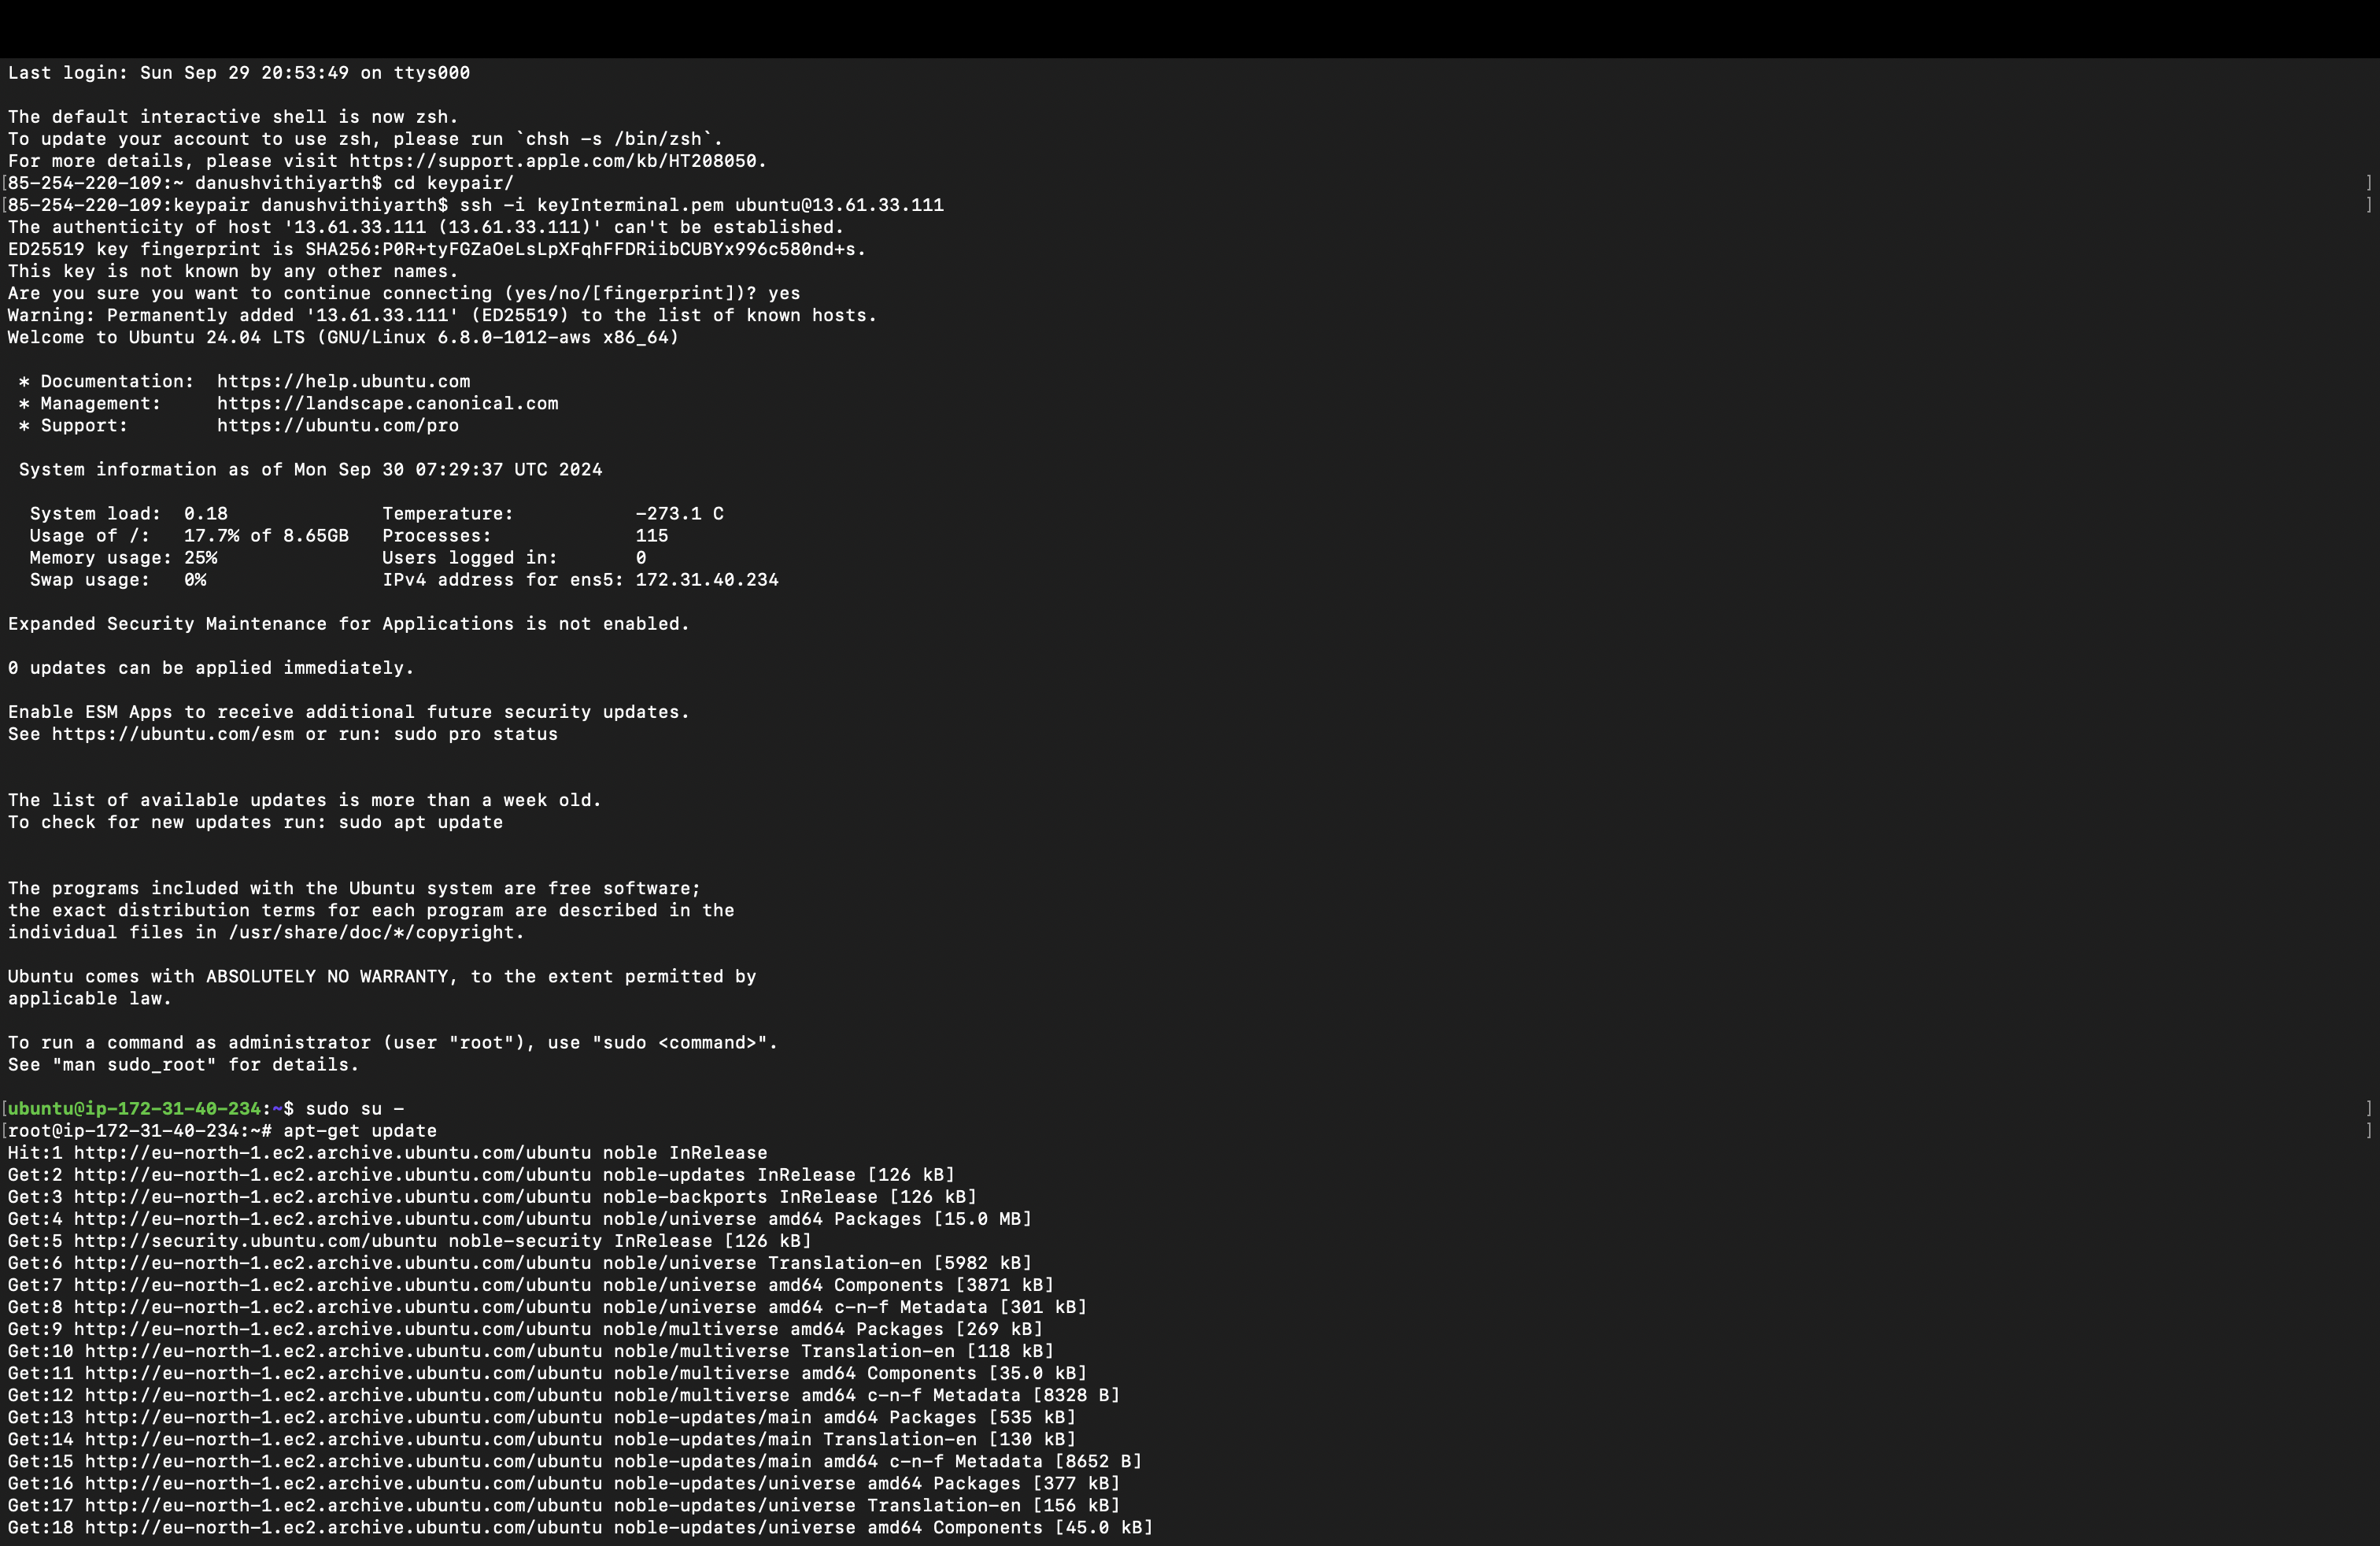 Last login: Sun Sep 29 20:53:49 on ttys000
The default interactive shell is now zsh.
To update your account to use zsh, please run `chsh -s /bin/zsh`.
For more details, please visit https://support.apple.com/kb/HT208050.
[85-254-220-109:~ danushvithiyarth$ cd keypair/ ]
[85-254-220-109:keypair danushvithiyarth$ ssh -i keyInterminal.pem ubuntu@13.61.33.111 ]
The authenticity of host '13.61.33.111 (13.61.33.111)' can't be established.
ED25519 key fingerprint is SHA256:P0R+tyFGZaOeLsLpXFqhFFDRiibCUBYx996c580nd+s.
This key is not known by any other names.
Are you sure you want to continue connecting (yes/no/[fingerprint])? yes
Warning: Permanently added '13.61.33.111' (ED25519) to the list of known hosts.
Welcome to Ubuntu 24.04 LTS (GNU/Linux 6.8.0-1012-aws x86_64)
* Documentation:  https://help.ubuntu.com
* Management:     https://landscape.canonical.com
* Support:        https://ubuntu.com/pro
System information as of Mon Sep 30 07:29:37 UTC 2024
System load:  0.18              Temperature:           -273.1 C
Usage of /:   17.7% of 8.65GB   Processes:             115
Memory usage: 25%               Users logged in:       0
Swap usage:   0%                IPv4 address for ens5: 172.31.40.234
Expanded Security Maintenance for Applications is not enabled.
0 updates can be applied immediately.
Enable ESM Apps to receive additional future security updates.
See https://ubuntu.com/esm or run: sudo pro status
The list of available updates is more than a week old.
To check for new updates run: sudo apt update
The programs included with the Ubuntu system are free software;
the exact distribution terms for each program are described in the
individual files in /usr/share/doc/*/copyright.
Ubuntu comes with ABSOLUTELY NO WARRANTY, to the extent permitted by
applicable law.
To run a command as administrator (user "root"), use "sudo <command>".
See "man sudo_root" for details.
[ubuntu@ip-172-31-40-234:~$ sudo su - ]
[root@ip-172-31-40-234:~# apt-get update ]
Hit:1 http://eu-north-1.ec2.archive.ubuntu.com/ubuntu noble InRelease
Get:2 http://eu-north-1.ec2.archive.ubuntu.com/ubuntu noble-updates InRelease [126 kB]
Get:3 http://eu-north-1.ec2.archive.ubuntu.com/ubuntu noble-backports InRelease [126 kB]
Get:4 http://eu-north-1.ec2.archive.ubuntu.com/ubuntu noble/universe amd64 Packages [15.0 MB]
Get:5 http://security.ubuntu.com/ubuntu noble-security InRelease [126 kB]
Get:6 http://eu-north-1.ec2.archive.ubuntu.com/ubuntu noble/universe Translation-en [5982 kB]
Get:7 http://eu-north-1.ec2.archive.ubuntu.com/ubuntu noble/universe amd64 Components [3871 kB]
Get:8 http://eu-north-1.ec2.archive.ubuntu.com/ubuntu noble/universe amd64 c-n-f Metadata [301 kB]
Get:9 http://eu-north-1.ec2.archive.ubuntu.com/ubuntu noble/multiverse amd64 Packages [269 kB]
Get:10 http://eu-north-1.ec2.archive.ubuntu.com/ubuntu noble/multiverse Translation-en [118 kB]
Get:11 http://eu-north-1.ec2.archive.ubuntu.com/ubuntu noble/multiverse amd64 Components [35.0 kB]
Get:12 http://eu-north-1.ec2.archive.ubuntu.com/ubuntu noble/multiverse amd64 c-n-f Metadata [8328 B]
Get:13 http://eu-north-1.ec2.archive.ubuntu.com/ubuntu noble-updates/main amd64 Packages [535 kB]
Get:14 http://eu-north-1.ec2.archive.ubuntu.com/ubuntu noble-updates/main Translation-en [130 kB]
Get:15 http://eu-north-1.ec2.archive.ubuntu.com/ubuntu noble-updates/main amd64 c-n-f Metadata [8652 B]
Get:16 http://eu-north-1.ec2.archive.ubuntu.com/ubuntu noble-updates/universe amd64 Packages [377 kB]
Get:17 http://eu-north-1.ec2.archive.ubuntu.com/ubuntu noble-updates/universe Translation-en [156 kB]
Get:18 http://eu-north-1.ec2.archive.ubuntu.com/ubuntu noble-updates/universe amd64 Components [45.0 kB]